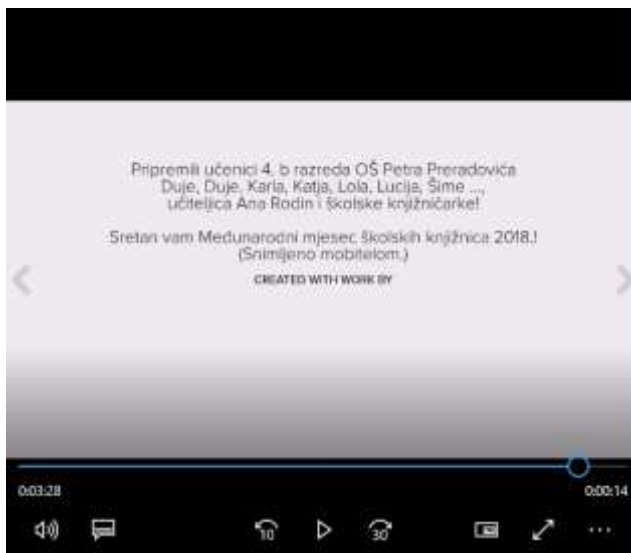 Pripremili učenici 4. b razreda OŠ Petra Preradovića
Duje, Duje, Karla, Katja, Lola, Lucija, Šime ...,
učiteljica Ana Rodin i školske knjižničarke!
Sretan vam Međunarodni mjesec školskih knjižnica 2018.!
(Snimljeno mobitelom.)
CREATED WITH WORK BY
0:03:28
0:00:14
10
30